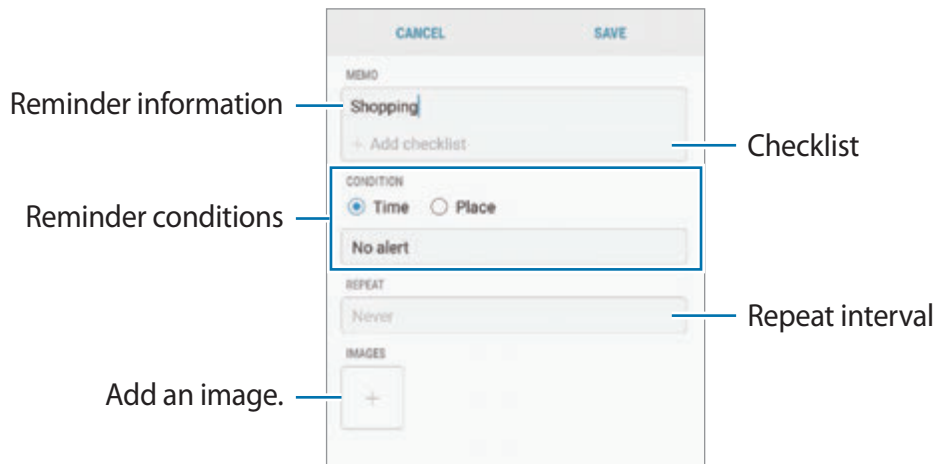 CANCEL SAVE
MEMO
Reminder information
Shopping
+ Add checklist
Checklist
CONDITION
Time Place
Reminder conditions
No alert
REPEAT
Never
Repeat interval
IMAGES
Add an image.
+